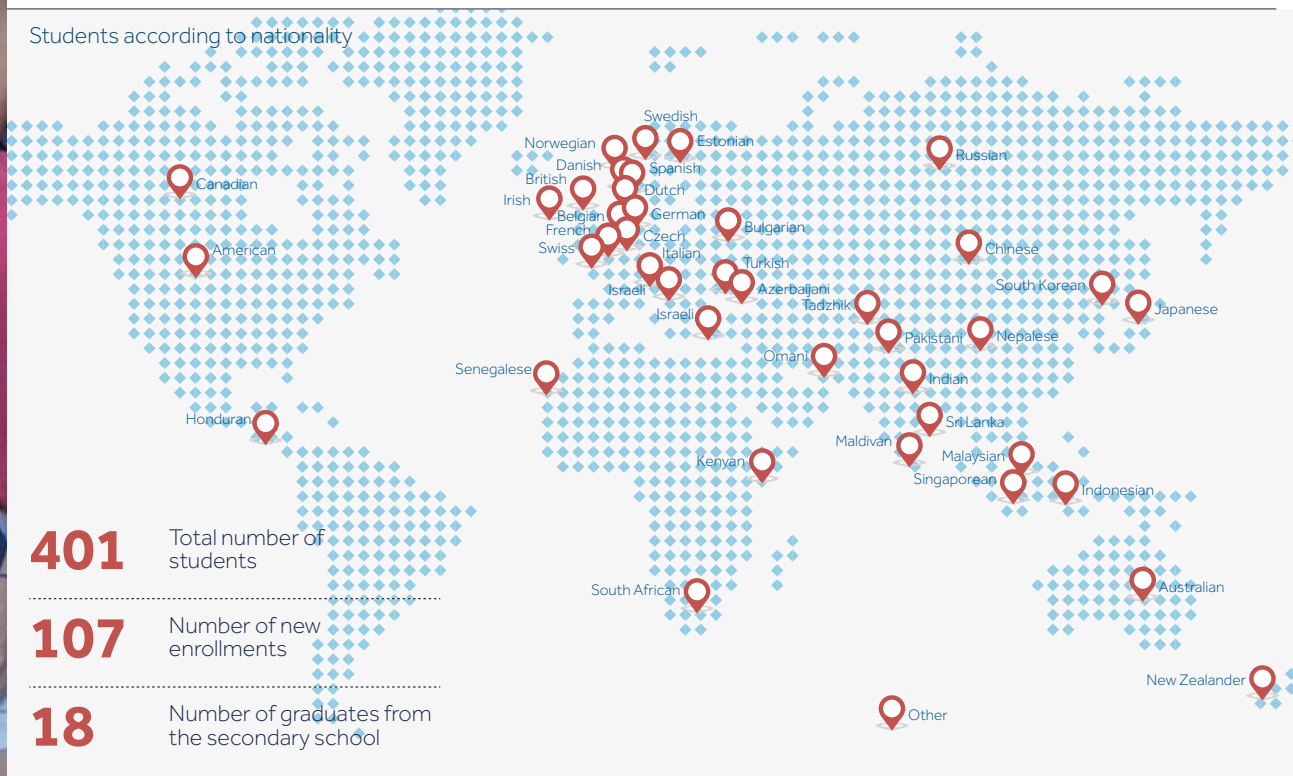 Students according to nationality
Swedish
Norwegian
Estonian
Danish
Spanish
Russian
British
Canadian
Dutch
Irish
Belgian
German
French
Bulgarian
Czech
Swiss
Italian
American
Chinese
Turkish
Israeli
Azerbaijani
South Korean
Tadzhik
Israeli
Japanese
Pakistani
Nepalese
Omani
Senegalese
Indian
Honduran
Sri Lanka
Maldivan
Malaysian
Kenyan
Singaporean
Indonesian
401
Total number of
students
South African
Australian
107
Number of new
enrollments
New Zealander
18
Number of graduates from
the secondary school
Other